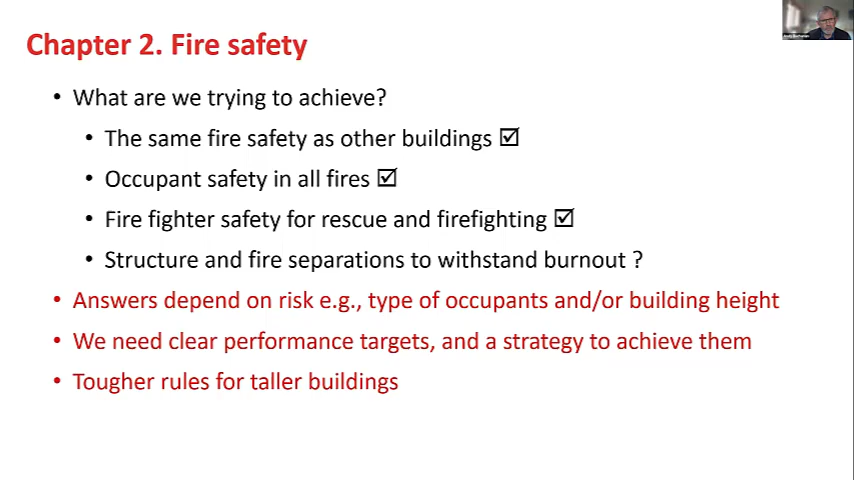 Chapter 2. Fire safety
• What are we trying to achieve?
• The same fire safety as other buildings ☑
• Occupant safety in all fires ☑
• Fire fighter safety for rescue and firefighting ☑
• Structure and fire separations to withstand burnout ?
• Answers depend on risk e.g., type of occupants and/or building height
• We need clear performance targets, and a strategy to achieve them
• Tougher rules for taller buildings